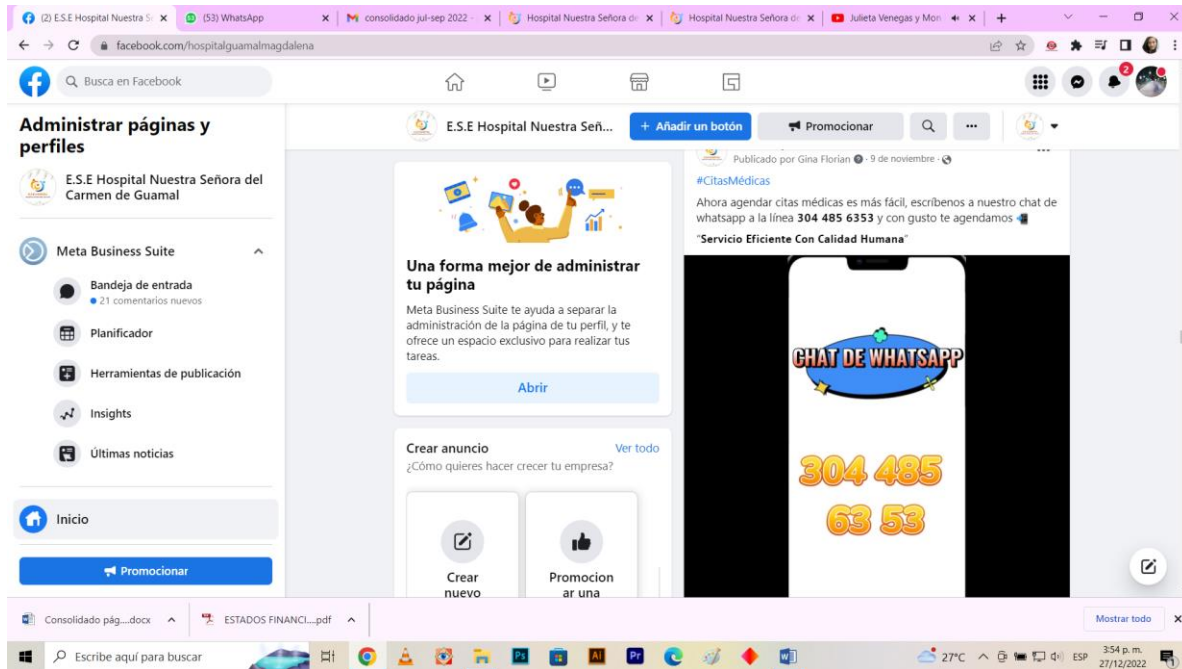 (2) E.S.E Hospital Nuestra Se
(53) WhatsApp
consolidado jul-sep 2022 -
Hospital Nuestra Señora de
Hospital Nuestra Señora de
Julieta Venegas y Mon
facebook.com/hospitalguamalmagdalena
Busca en Facebook
2
Administrar páginas y
perfiles
E.S.E Hospital Nuestra Señora del
Carmen de Guamal
Meta Business Suite
Bandeja de entrada
21 comentarios nuevos
Planificador
Herramientas de publicación
Insights
Últimas noticias
Inicio
Promocionar
E.S.E Hospital Nuestra Señ...
+ Añadir un botón
Promocionar
Una forma mejor de administrar
tu página
Meta Business Suite te ayuda a separar la
administración de la página de tu perfil, y te
ofrece un espacio exclusivo para realizar tus
tareas.
Abrir
Crear anuncio
Ver todo
¿Cómo quieres hacer crecer tu empresa?
Crear
nuevo
Promocion
ar una
Publicado por Gina Florian · 9 de noviembre ·
#CitasMédicas
Ahora agendar citas médicas es más fácil, escríbenos a nuestro chat de
whatsapp a la línea 304 485 6353 y con gusto te agendamos
"Servicio Eficiente Con Calidad Humana"
CHAT DE WHATSAPP
304 485
63 53
Consolidado pág....docx
ESTADOS FINANCI....pdf
Mostrar todo
Escribe aquí para buscar
Ps
Ai
Pr
27°C
ESP
3:54 p. m.
27/12/2022